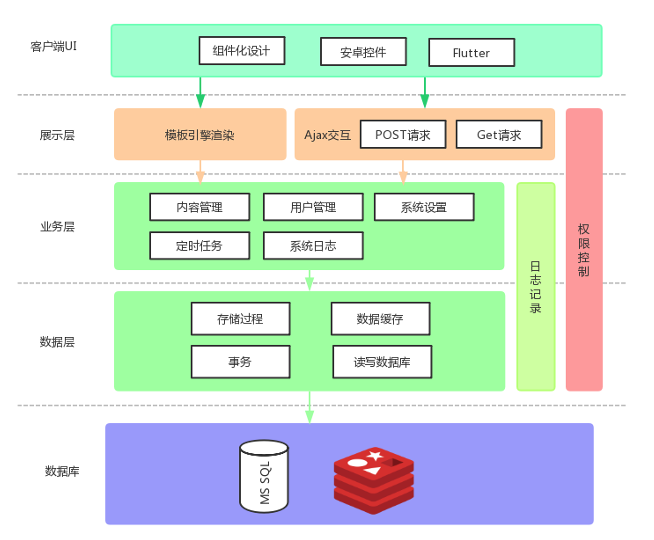 客户端UI
组件化设计
安卓控件
Flutter
展示层
模板引擎渲染
Ajax交互
POST请求
Get请求
业务层
内容管理
用户管理
系统设置
定时任务
系统日志
日志记录
权限控制
数据层
存储过程
数据缓存
事务
读写数据库
数据库
MS SQL